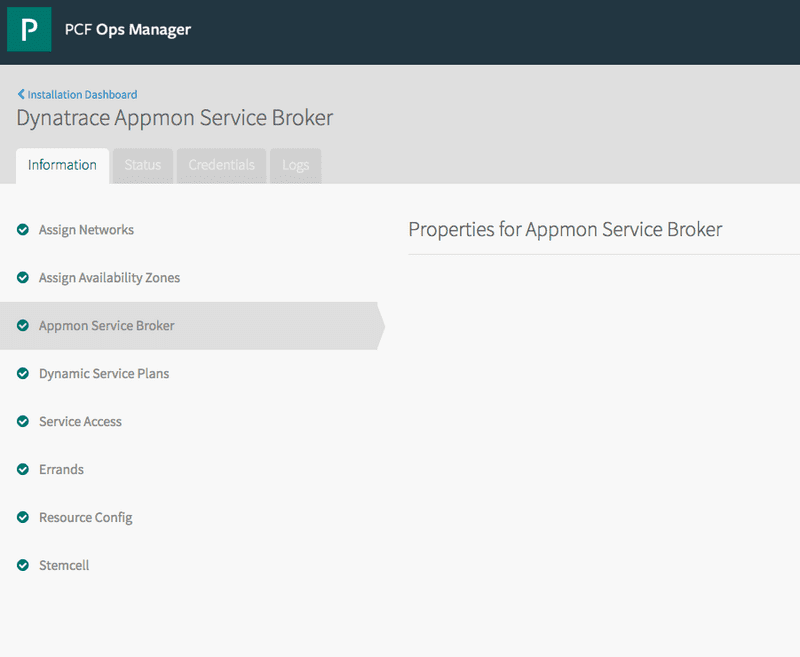 P
PCF Ops Manager
Installation Dashboard
Dynatrace Appmon Service Broker
Information
Status
Credentials
Logs
Assign Networks
Assign Availability Zones
Appmon Service Broker
Dynamic Service Plans
Service Access
Errands
Resource Config
Stemcell
Properties for Appmon Service Broker